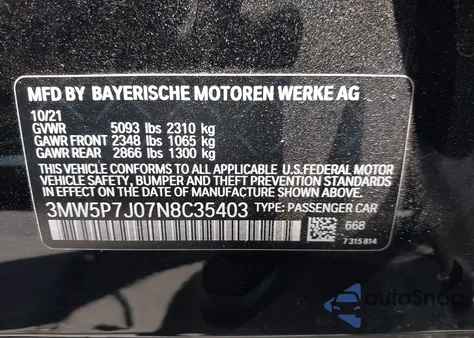 MFD BY BAYERISCHE MOTOREN WERKE AG
10/21
GVWR 5093 lbs 2310 kg
GAWR FRONT 2348 lbs 1065 kg
GAWR REAR 2866 lbs 1300 kg
THIS VEHICLE CONFORMS TO ALL APPLICABLE U.S.FEDERAL MOTOR
VEHICLE SAFETY, BUMPER AND THEFT PREVENTION STANDARDS
IN EFFECT ON THE DATE OF MANUFACTURE SHOWN ABOVE.
3MW5P7J07N8C35403 TYPE: PASSENGER CAR
668
7 315 814
AutoSnap